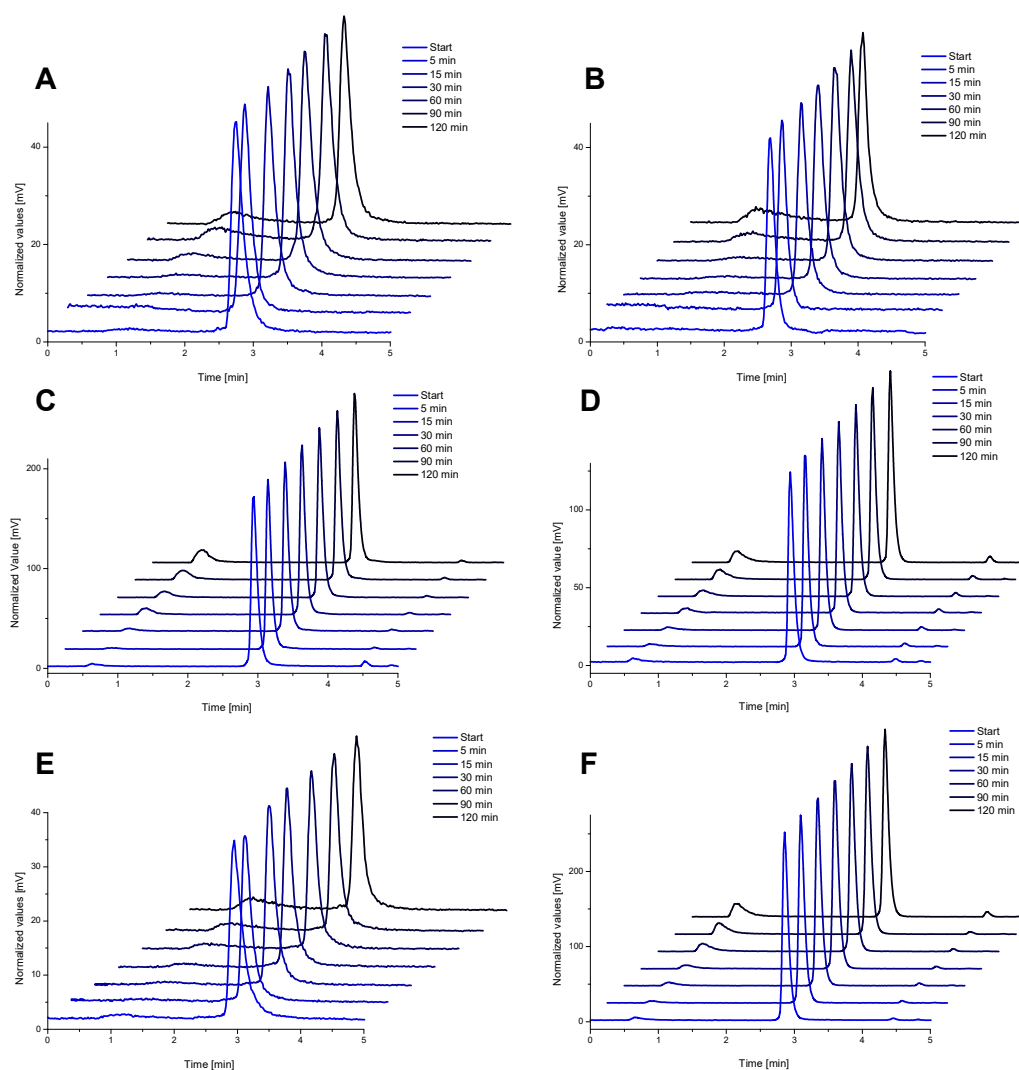 A
Start
5 min
15 min
30 min
60 min
90 min
120 min
Normalized values [mV]
40
20
0
0 1 2 3 4 5
Time [min]
B
Start
5 min
15 min
30 min
60 min
90 min
120 min
Normalized value [mV]
40
20
0
0 1 2 3 4 5
Time [min]
C
Start
5 min
15 min
30 min
60 min
90 min
120 min
Normalized Value [mV]
200
100
0
0 1 2 3 4 5
Time [min]
D
Start
5 min
15 min
30 min
60 min
90 min
120 min
Normalized values [mV]
100
50
0
0 1 2 3 4 5
Time [min]
E
Start
5 min
15 min
30 min
60 min
90 min
120 min
Normalized values [mV]
40
30
20
10
0
0 1 2 3 4 5
Time [min]
F
Start
5 min
15 min
30 min
60 min
90 min
120 min
Normalized values [mV]
200
100
0
0 1 2 3 4 5
Time [min]